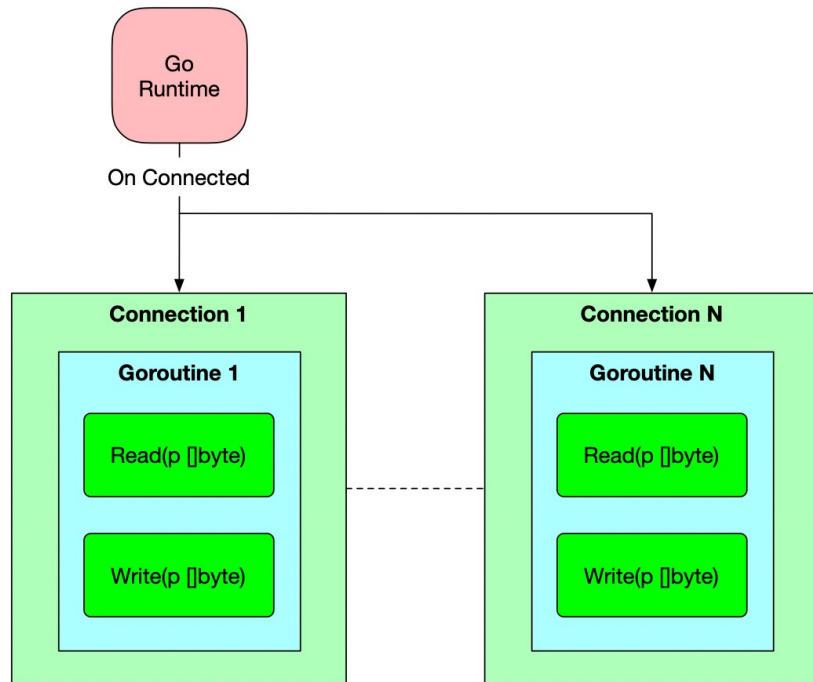 Go
Runtime
On Connected
Connection 1
Goroutine 1
Read(p []byte)
Write(p []byte)
Connection N
Goroutine N
Read(p []byte)
Write(p []byte)